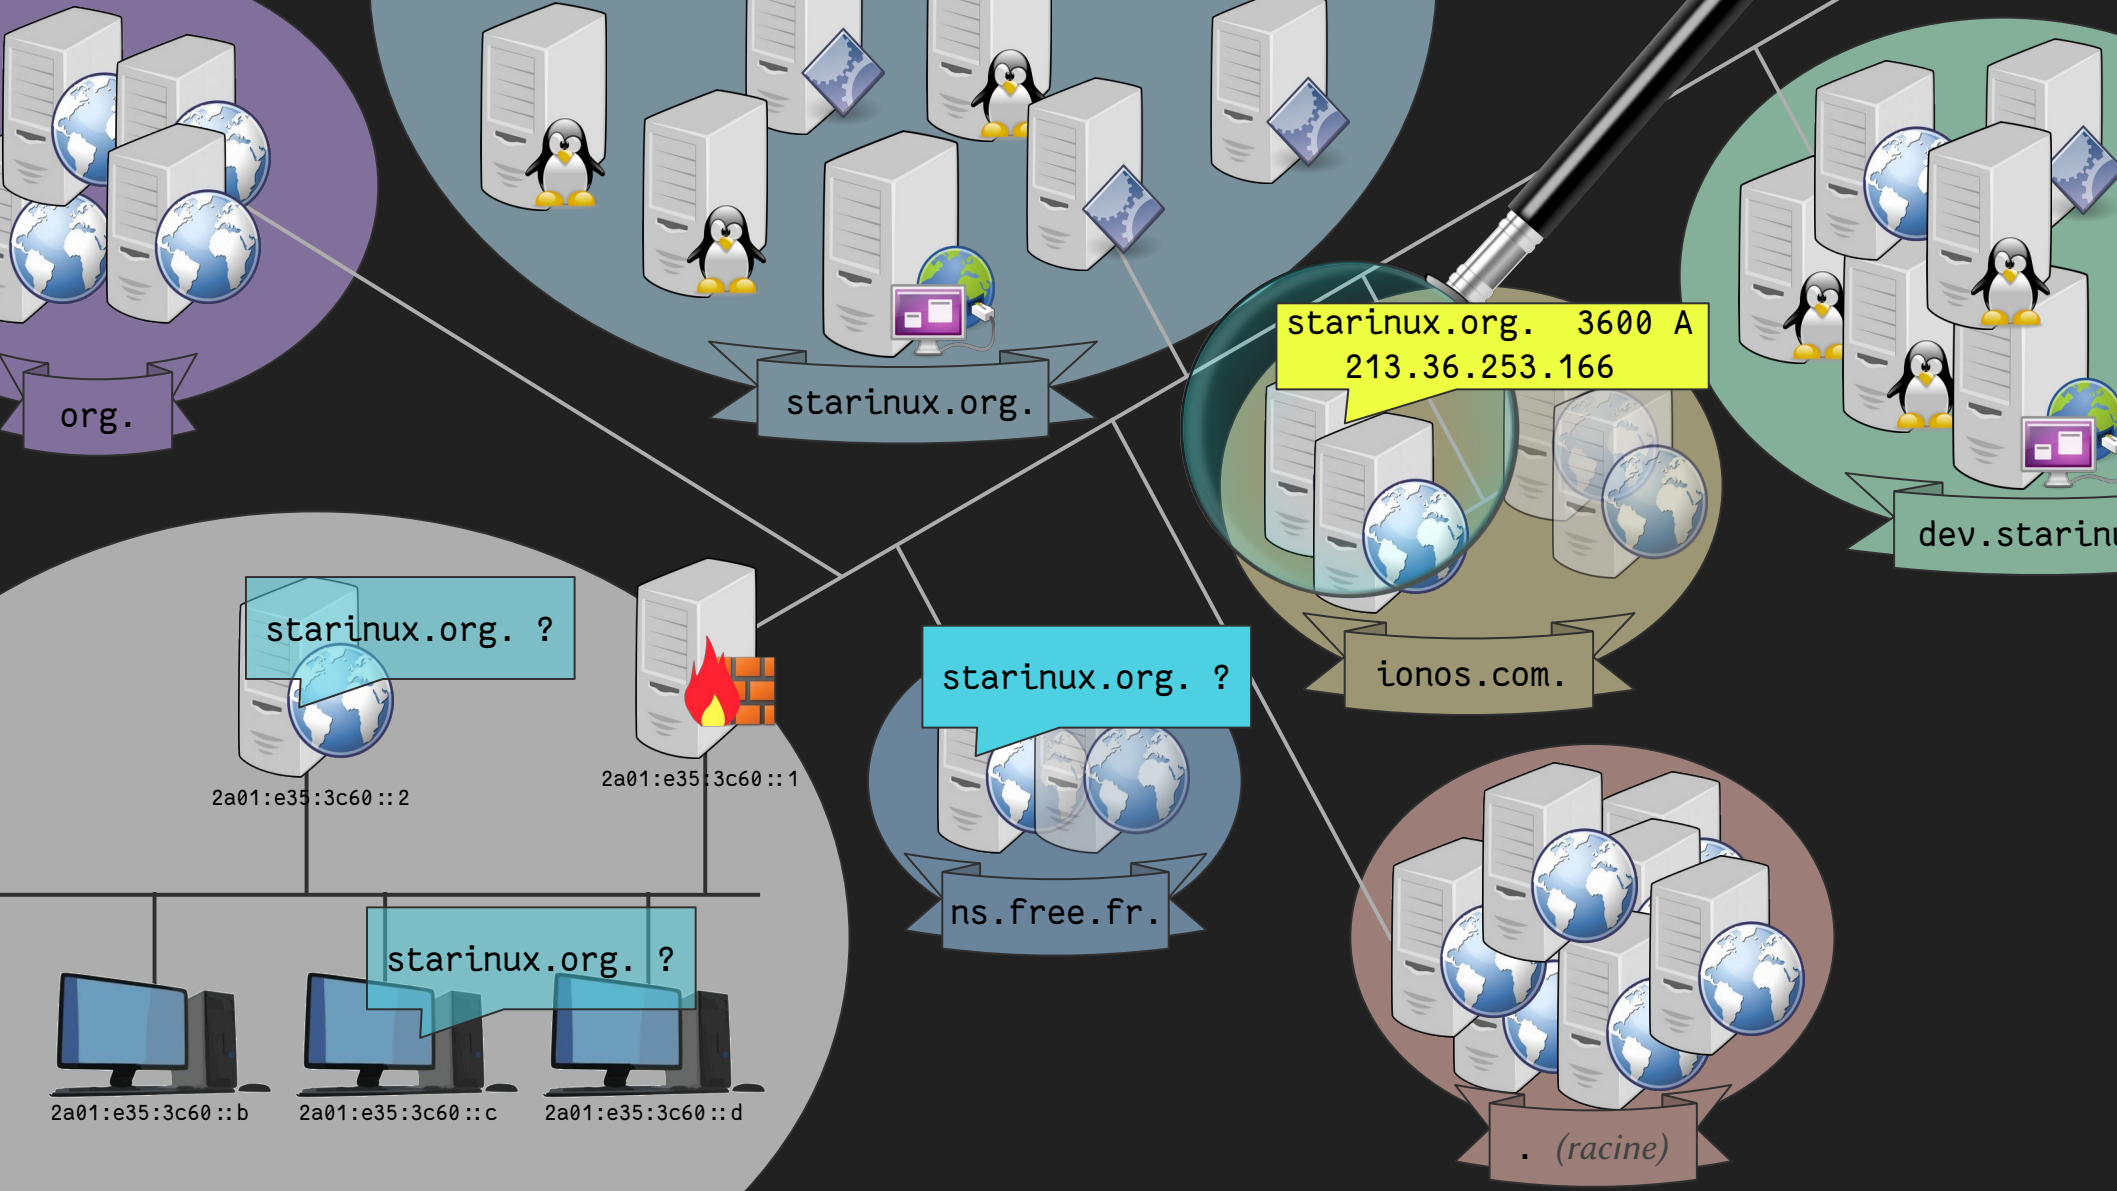 org.
starinux.org.
starinux.org.  3600 A
213.36.253.166
dev.starinu
starinux.org. ?
starinux.org. ?
ionos.com.
2a01:e35:3c60::2
2a01:e35:3c60::1
ns.free.fr.
starinux.org. ?
2a01:e35:3c60::b
2a01:e35:3c60::c
2a01:e35:3c60::d
. (racine)